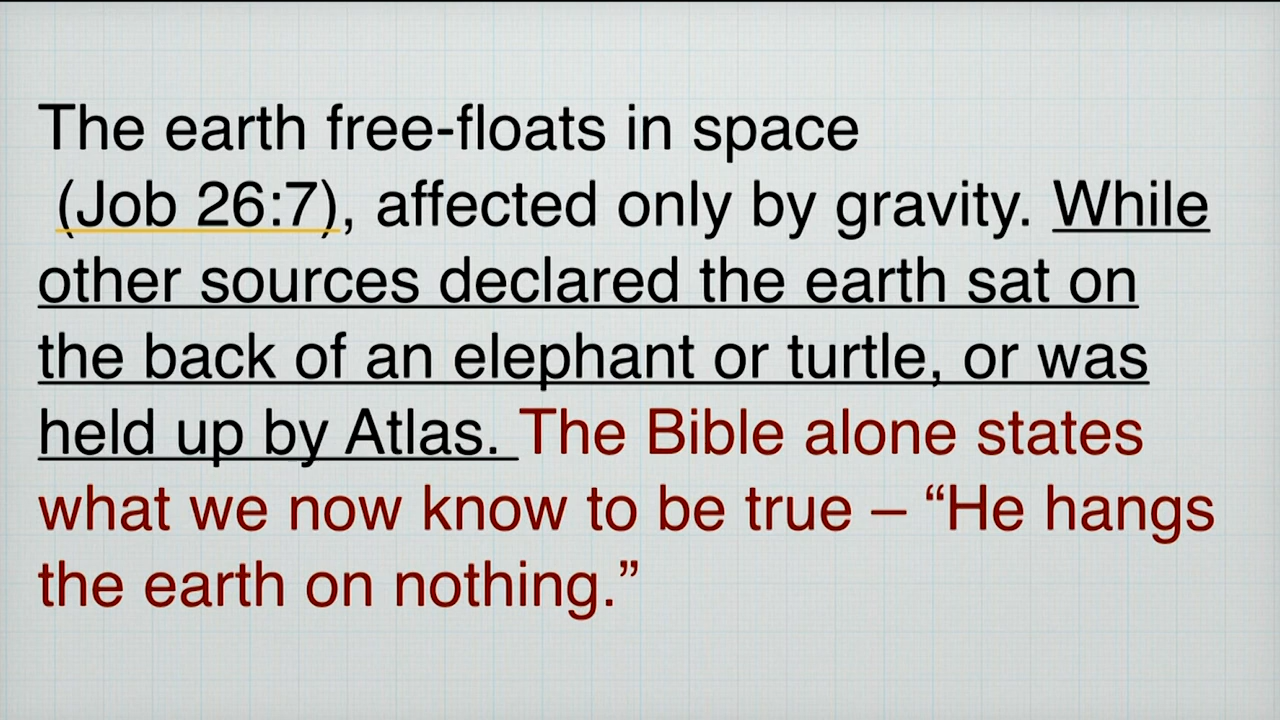 The earth free-floats in space
(Job 26:7), affected only by gravity. While
other sources declared the earth sat on
the back of an elephant or turtle, or was
held up by Atlas. The Bible alone states
what we now know to be true – “He hangs
the earth on nothing.”